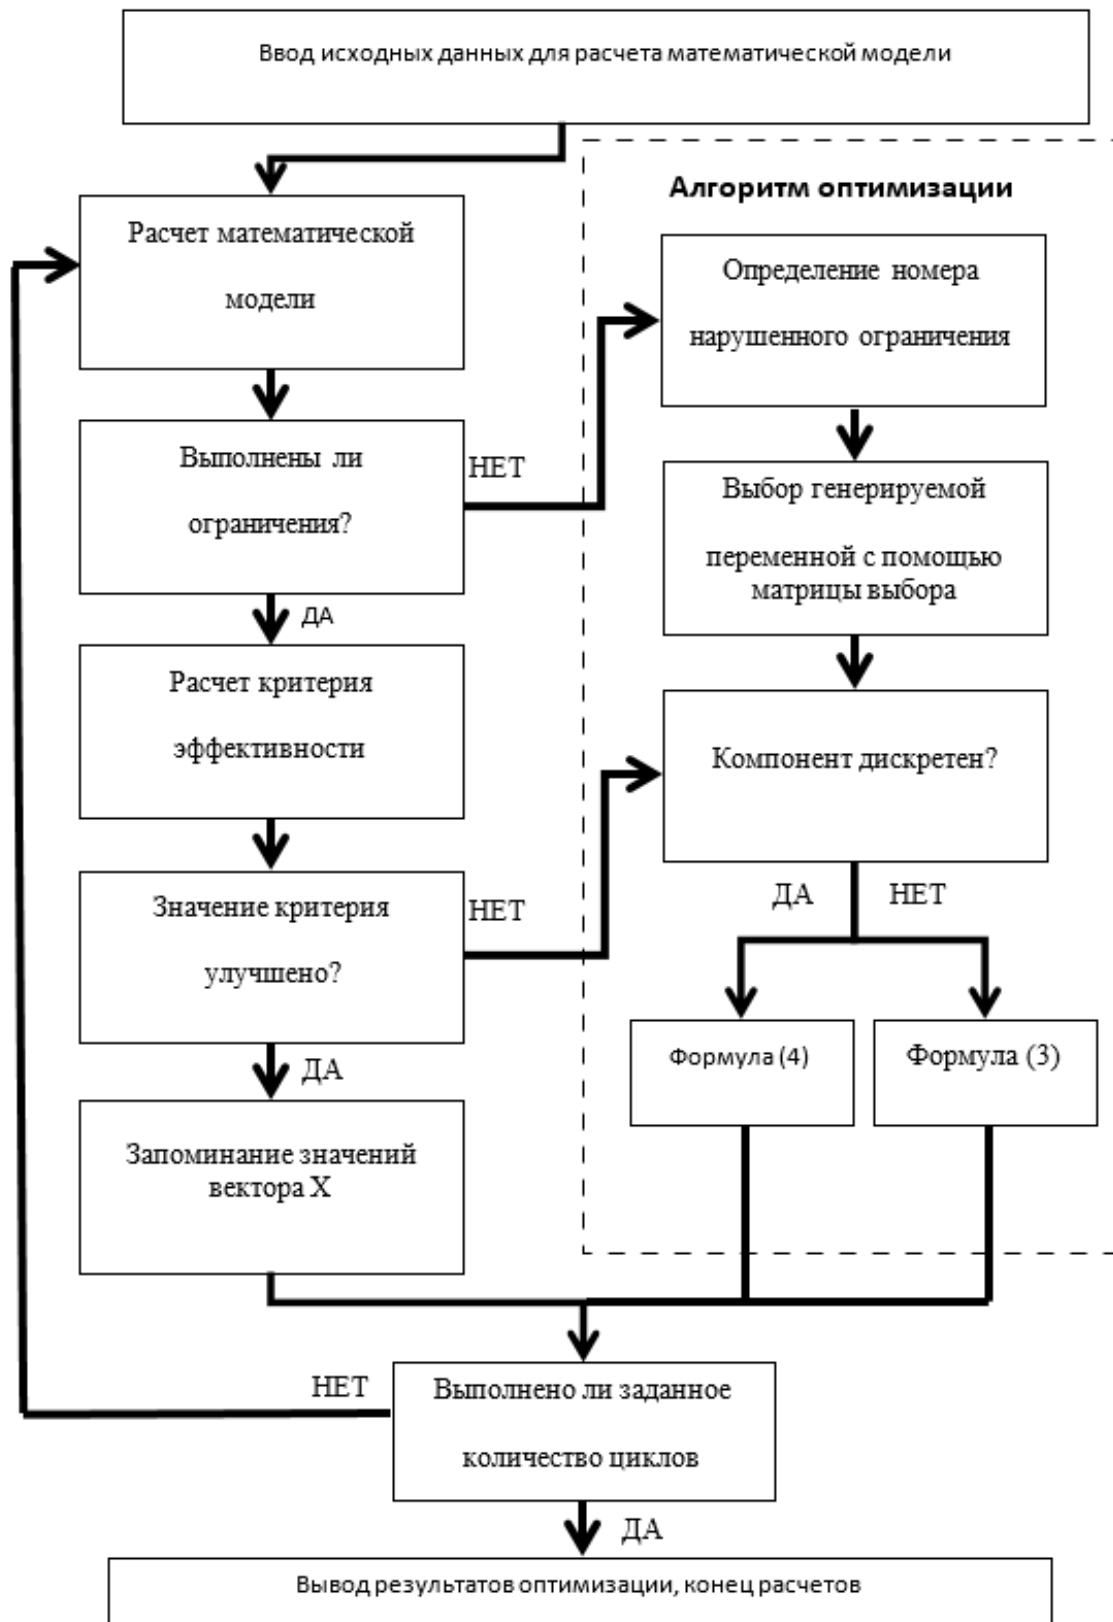 Ввод исходных данных для расчета математической модели
Алгоритм оптимизации
Расчет математической
модели
Определение номера
нарушенного ограничения
Выполнены ли
ограничения?
НЕТ
Выбор генерируемой
переменной с помощью
матрицы выбора
ДА
Расчет критерия
эффективности
Компонент дискретен?
Значение критерия
улучшено?
НЕТ
ДА
НЕТ
Формула (4)
Формула (3)
ДА
Запоминание значений
вектора X
НЕТ
Выполнено ли заданное
количество циклов
ДА
Вывод результатов оптимизации, конец расчетов